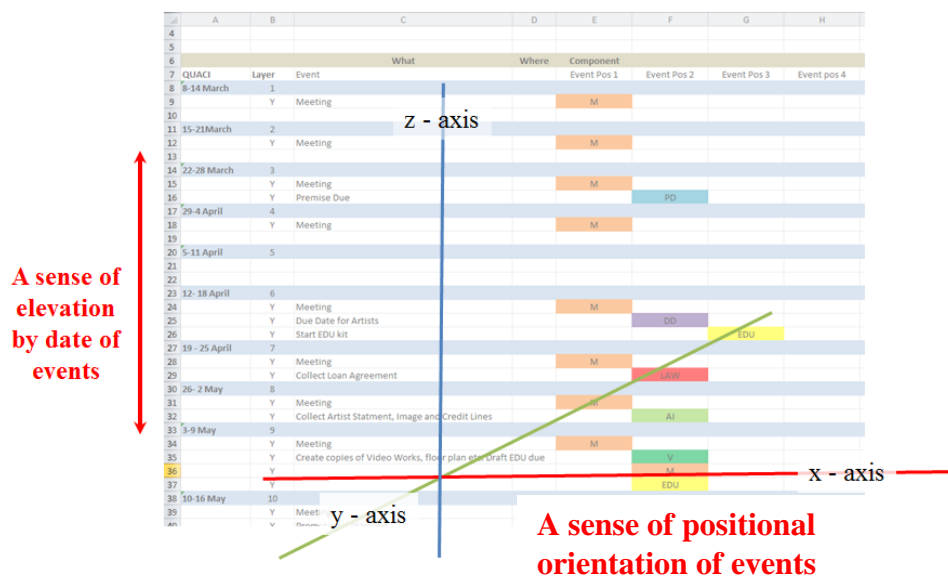 A B C D E F G H
4
5
6 What Where Component
7 QUACI Layer Event Event Pos 1 Event Pos 2 Event Pos 3 Event pos 4
8 8-14 March 1
9 Y Meeting M
10
11 15-21March 2
12 Y Meeting M
13
14 22-28 March 3
15 Y Meeting M
16 Y Premise Due PD
17 29-4 April 4
18 Y Meeting M
19
20 5-11 April 5
21
22
23 12- 18 April 6
24 Y Meeting M
25 Y Due Date for Artists DD
26 Y Start EDU kit EDU
27 19 - 25 April 7
28 Y Meeting M
29 Y Collect Loan Agreement LAW
30 26- 2 May 8
31 Y Meeting M
32 Y Collect Artist Statment, Image and Credit Lines AI
33 3-9 May 9
34 Y Meeting M
35 Y Create copies of Video Works, floor plan etc. Draft EDU due V
36 Y M
37 Y EDU
38 10-16 May 10
39 Y Meeti
40 Y
z - axis
x - axis
y - axis
A sense of
elevation
by date of
events
A sense of positional
orientation of events